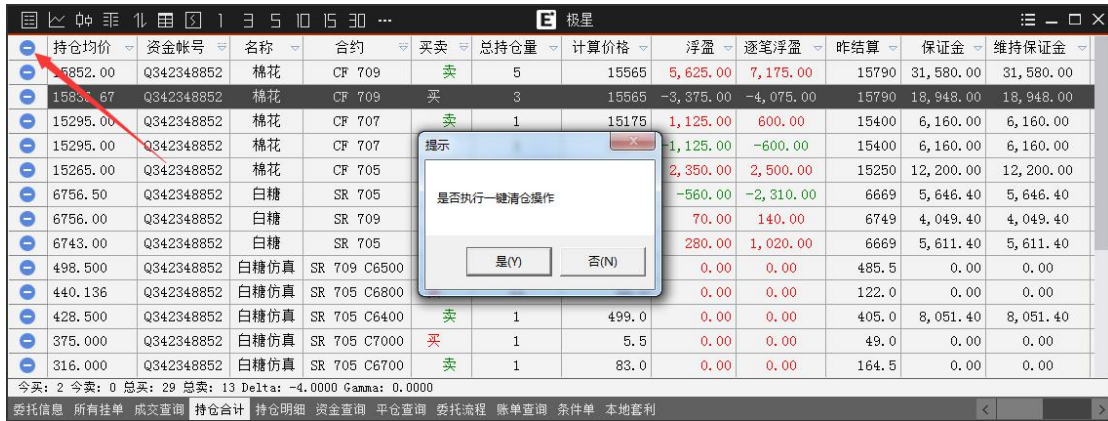 1 3 5 10 15 30 ··· E 极星
持仓均价 资金帐号 名称 合约 买卖 总持仓量 计算价格 浮盈 逐笔浮盈 昨结算 保证金 维持保证金
5852.00 Q342348852 棉花 CF 709 卖 5 15565 5,625.00 7,175.00 15790 31,580.00 31,580.00
Q342348852 棉花 CF 709 买 3 15565 -3,375.00 -4,075.00 15790 18,948.00 18,948.00
15295.00 Q342348852 棉花 CF 707 卖 1 15175 1,125.00 600.00 15400 6,160.00 6,160.00
15295.00 Q342348852 棉花 CF 707 -1,125.00 -600.00 15400 6,160.00 6,160.00
15265.00 Q342348852 棉花 CF 705 2,350.00 2,500.00 15250 12,200.00 12,200.00
6756.50 Q342348852 白糖 SR 705 -560.00 -2,310.00 6669 5,646.40 5,646.40
6756.00 Q342348852 白糖 SR 709 70.00 140.00 6749 4,049.40 4,049.40
6743.00 Q342348852 白糖 SR 705 280.00 1,020.00 6669 5,611.40 5,611.40
498.500 Q342348852 白糖仿真 SR 709 C6500 0.00 0.00 485.5 0.00 0.00
440.136 Q342348852 白糖仿真 SR 705 C6800 0.00 0.00 122.0 0.00 0.00
428.500 Q342348852 白糖仿真 SR 705 C6400 卖 1 499.0 0.00 0.00 405.0 8,051.40 8,051.40
375.000 Q342348852 白糖仿真 SR 705 C7000 买 1 5.5 0.00 0.00 49.0 0.00 0.00
316.000 Q342348852 白糖仿真 SR 705 C6700 卖 1 83.0 0.00 0.00 164.5 0.00 0.00
提示
是否执行一键清仓操作
是(Y) 否(N)
今买: 2 今卖: 0 总买: 29 总卖: 13 Delta: -4.0000 Gamma: 0.0000
委托信息 所有挂单 成交查询 持仓合计 持仓明细 资金查询 平仓查询 委托流程 账单查询 条件单 本地套利